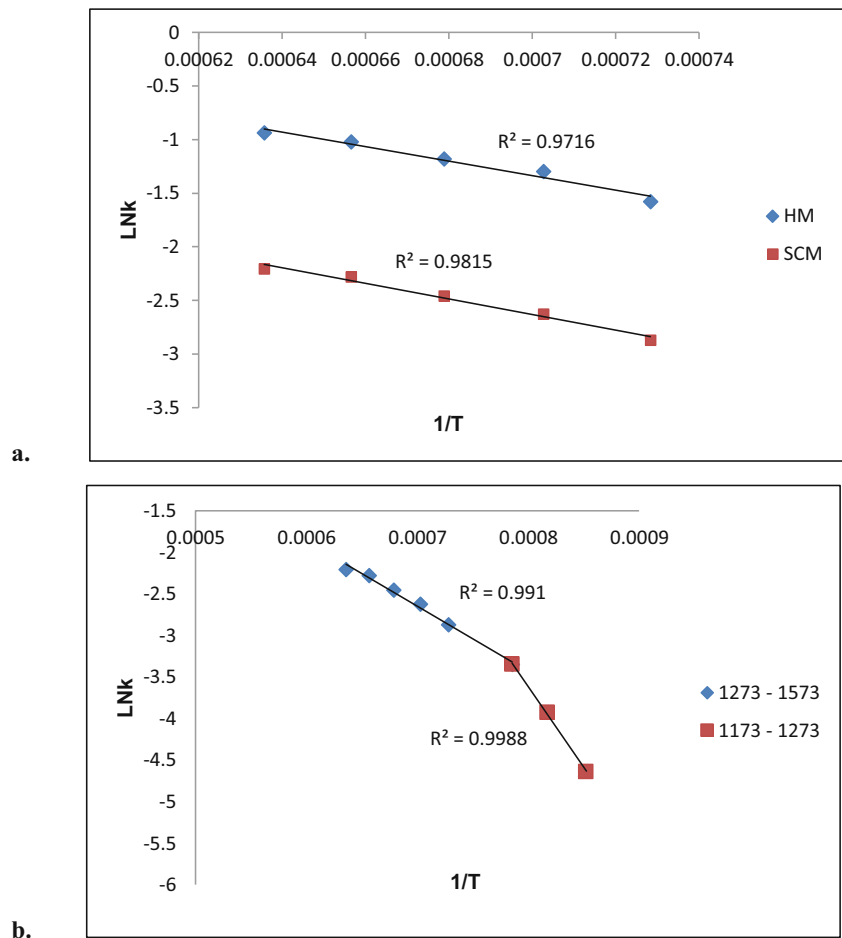 0
0.00062 0.00064 0.00066 0.00068 0.0007 0.00072 0.00074
-0.5
-1
R² = 0.9716
-1.5
HM
LNk
-2
SCM
R² = 0.9815
-2.5
-3
-3.5
1/T
a.
-1.5
0.0005 0.0006 0.0007 0.0008 0.0009
-2
R² = 0.991
-2.5
-3
-3.5
LNk
1273 - 1573
-4
1173 - 1273
R² = 0.9988
-4.5
-5
-5.5
-6
1/T
b.